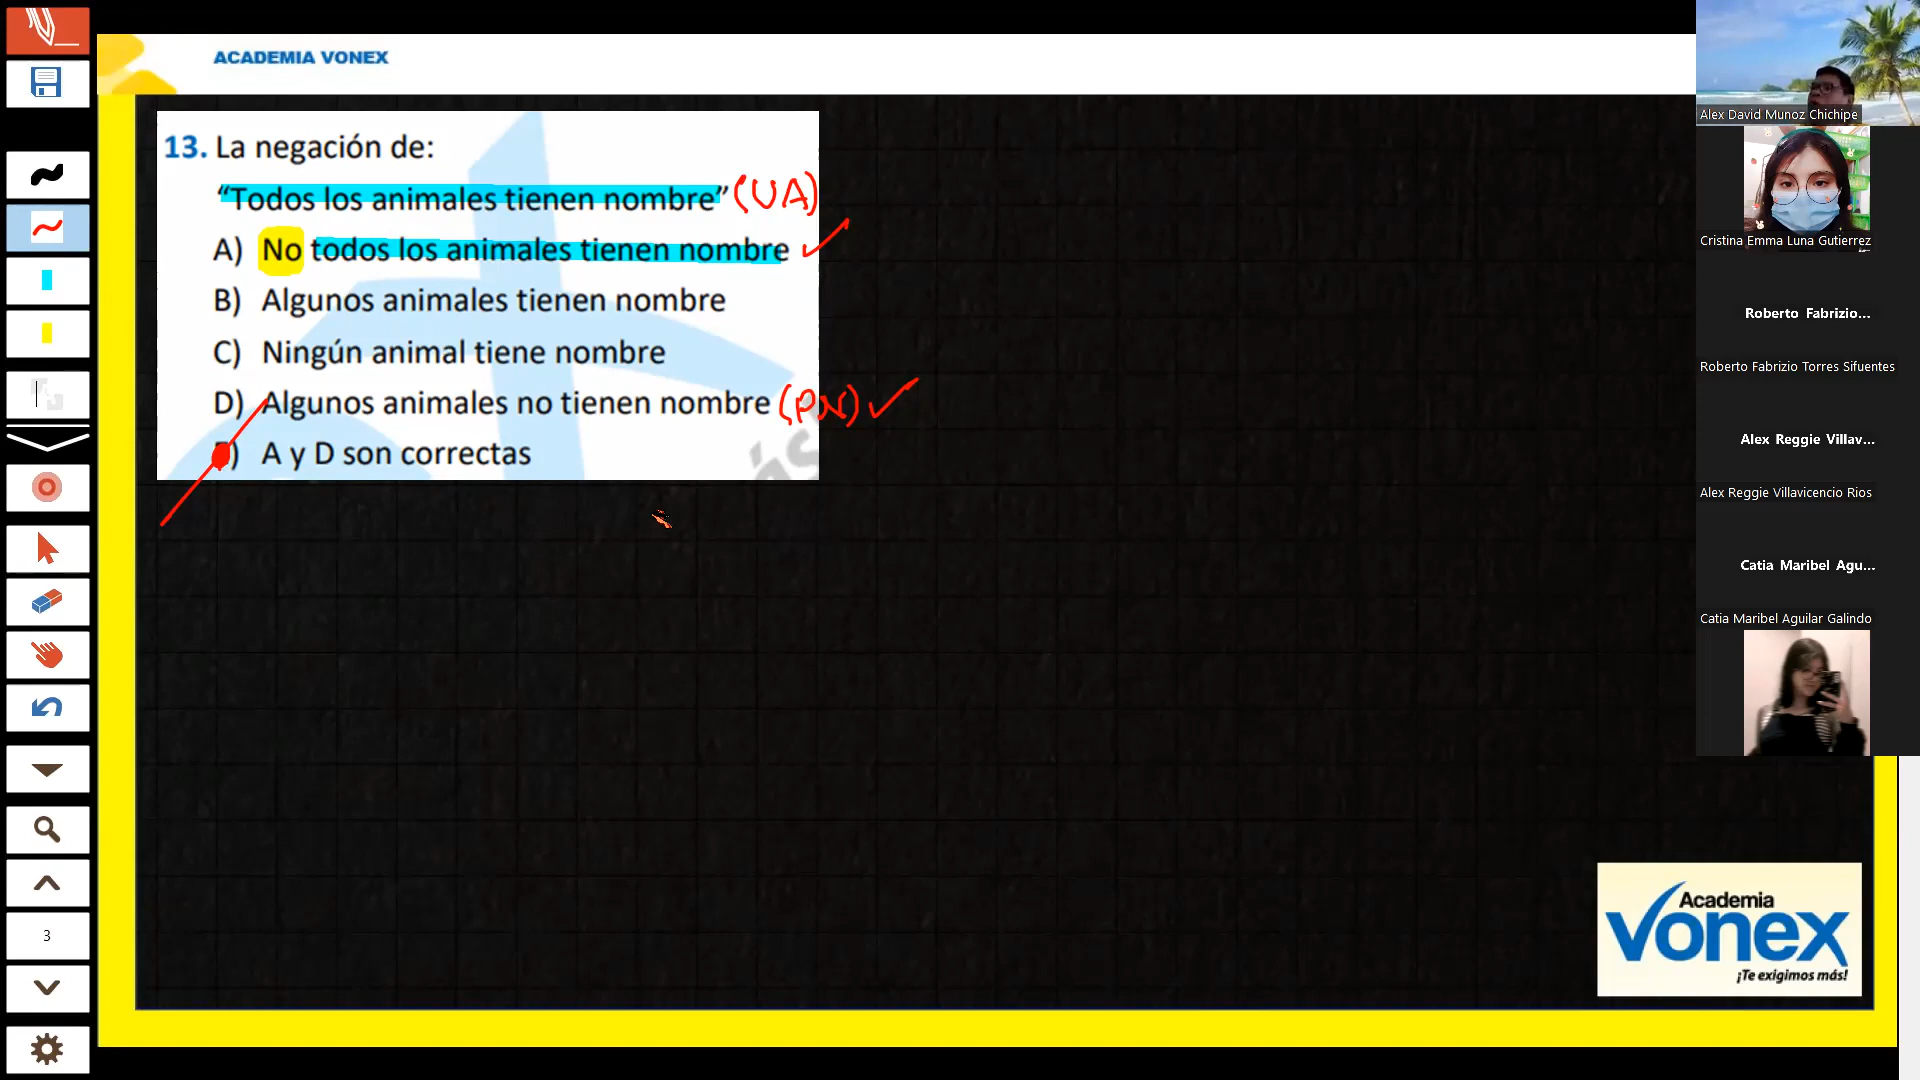 ACADEMIA VONEX
13. La negación de:
“Todos los animales tienen nombre” (UA)
A) No todos los animales tienen nombre
B) Algunos animales tienen nombre
C) Ningún animal tiene nombre
D) Algunos animales no tienen nombre (PN)
) A y D son correctas
ás
3
Alex David Munoz Chichipe
Cristina Emma Luna Gutierrez
Roberto Fabrizio...
Roberto Fabrizio Torres Sifuentes
Alex Reggie Villav...
Alex Reggie Villavicencio Rios
Catia Maribel Agu...
Catia Maribel Aguilar Galindo
Academia
vonex
¡Te exigimos más!